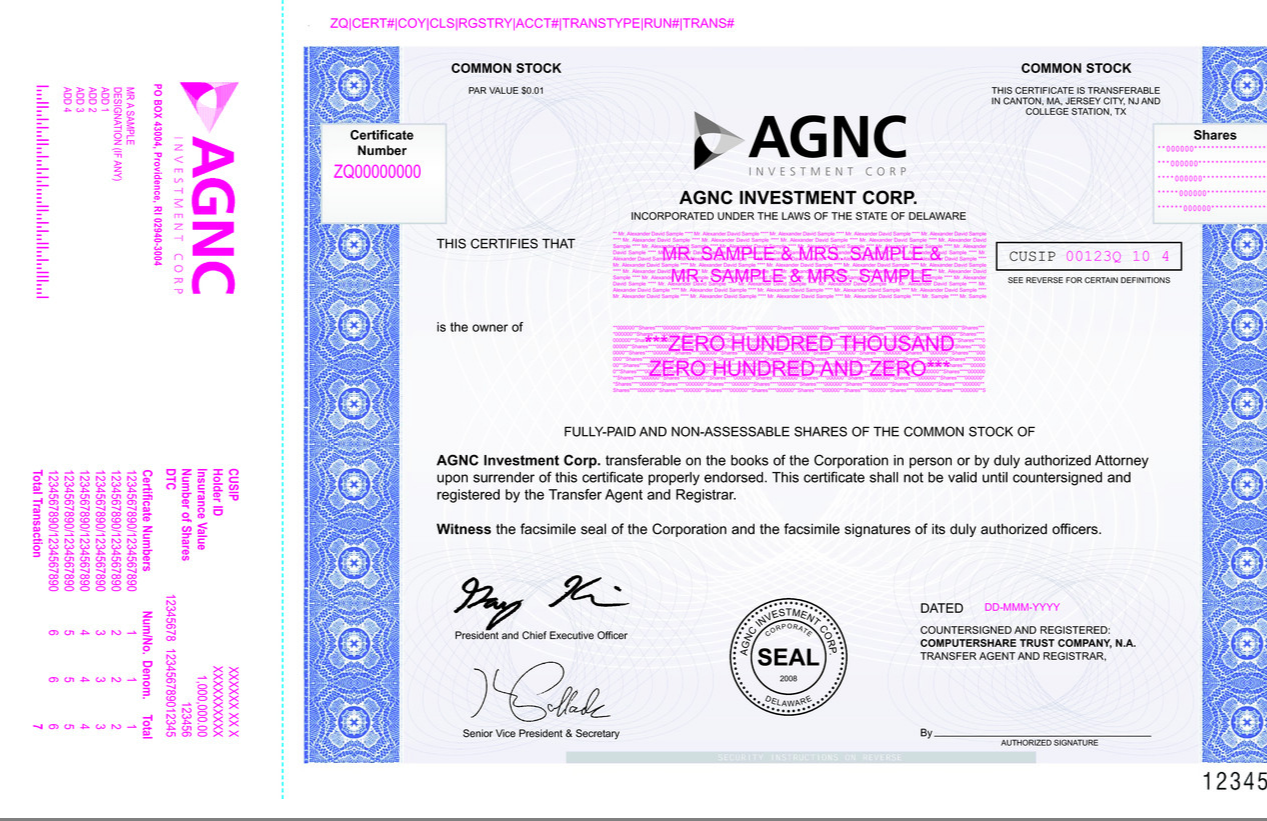 ZQ|CERT#|COY|CLS|RGSTRY|ACCT#|TRANSTYPE|RUN#|TRANS#
COMMON STOCK
PAR VALUE $0.01
COMMON STOCK
THIS CERTIFICATE IS TRANSFERABLE
IN CANTON, MA, JERSEY CITY, NJ AND
COLLEGE STATION, TX
Certificate
Number
ZQ00000000
AGNC
INVESTMENT CORP
Shares
**000000**
**000000**
**000000**
**000000**
**000000**
AGNC INVESTMENT CORP.
INCORPORATED UNDER THE LAWS OF THE STATE OF DELAWARE
THIS CERTIFIES THAT
MR. SAMPLE & MRS. SAMPLE &
MR. SAMPLE & MRS. SAMPLE
CUSIP 00123Q 10 4
SEE REVERSE FOR CERTAIN DEFINITIONS
is the owner of
***ZERO HUNDRED THOUSAND
ZERO HUNDRED AND ZERO***
FULLY-PAID AND NON-ASSESSABLE SHARES OF THE COMMON STOCK OF
AGNC Investment Corp. transferable on the books of the Corporation in person or by duly authorized Attorney
upon surrender of this certificate properly endorsed. This certificate shall not be valid until countersigned and
registered by the Transfer Agent and Registrar.
Witness the facsimile seal of the Corporation and the facsimile signatures of its duly authorized officers.
President and Chief Executive Officer
Senior Vice President & Secretary
AGNC INVESTMENT CORP.
CORPORATE
SEAL
2008
DELAWARE
DATED DD-MMM-YYYY
COUNTERSIGNED AND REGISTERED:
COMPUTERSHARE TRUST COMPANY, N.A.
TRANSFER AGENT AND REGISTRAR,
By
AUTHORIZED SIGNATURE
SECURITY INSTRUCTIONS ON REVERSE
12345
AGNC
INVESTMENT CORP
PO BOX 43004, Providence, RI 02940-3004
MR A SAMPLE
DESIGNATION (IF ANY)
ADD 1
ADD 2
ADD 3
ADD 4
CUSIP XXXXXX XX X
Holder ID XXXXXXXXXX
Insurance Value 1,000,000.00
Number of Shares 123456
DTC 12345678 123456789012345
Certificate Numbers Num/No. Denom. Total
1234567890/1234567890 1 1 1
1234567890/1234567890 2 2 2
1234567890/1234567890 3 3 3
1234567890/1234567890 4 4 4
1234567890/1234567890 5 5 5
1234567890/1234567890 6 6 6
Total Transaction 7